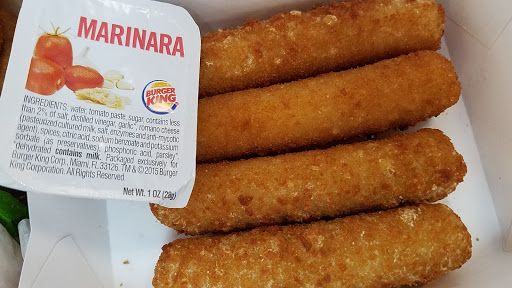 MARINARA
BURGER
KING
INGREDIENTS: water, tomato paste, sugar, contains less
than 2% of salt, distilled vinegar, garlic*, romano cheese
(pasteurized cultured milk, salt, enzymes and anti-mycotic
agent), spices, citric acid, sodium benzoate and potassium
sorbate (as preservatives), phosphoric acid, parsley*.
*dehydrated contains milk. Packaged exclusively for
Burger King Corp., Miami, FL 33126. TM & © 2015 Burger
King Corporation. All Rights Reserved.
Net Wt. 1 OZ (28g)